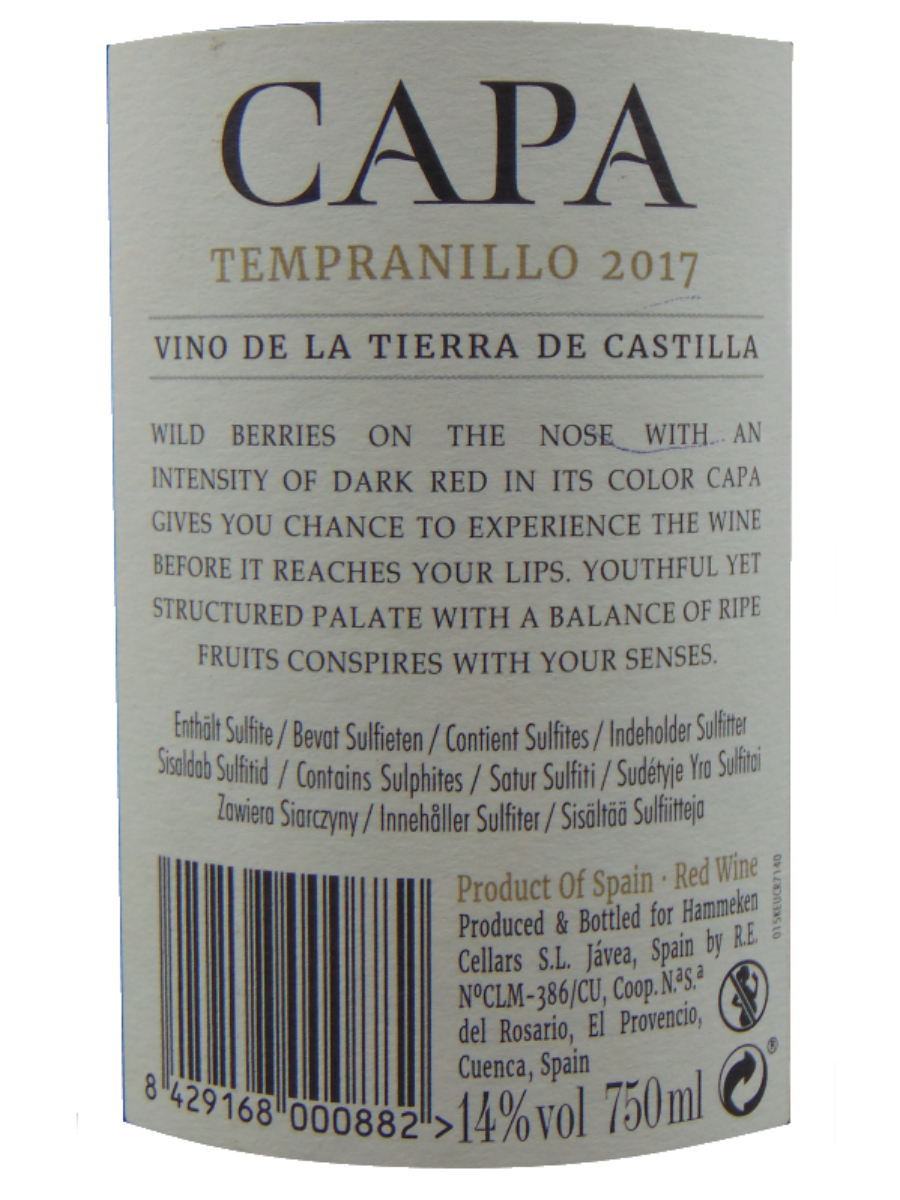 CAPA
TEMPRANILLO 2017
VINO DE LA TIERRA DE CASTILLA
WILD BERRIES ON THE NOSE WITH AN
INTENSITY OF DARK RED IN ITS COLOR CAPA
GIVES YOU CHANCE TO EXPERIENCE THE WINE
BEFORE IT REACHES YOUR LIPS. YOUTHFUL YET
STRUCTURED PALATE WITH A BALANCE OF RIPE
FRUITS CONSPIRES WITH YOUR SENSES.
Enthält Sulfite / Bevat Sulfieten / Contient Sulfites / Indeholder Sulfitter
Sisaldab Sulfitid / Contains Sulphites / Satur Sulfiti / Sudėtyje Yra Sulfitai
Zawiera Siarczyny / Innehåller Sulfiter / Sisältää Sulfiitteja
Product Of Spain · Red Wine
Produced & Bottled for Hammeken
Cellars S.L. Jávea, Spain by R.E.
NºCLM-386/CU, Coop. N.ªS.ª
del Rosario, El Provencio,
Cuenca, Spain
14%vol 750ml
8 429168 000882 >
015KEUCR7140
®